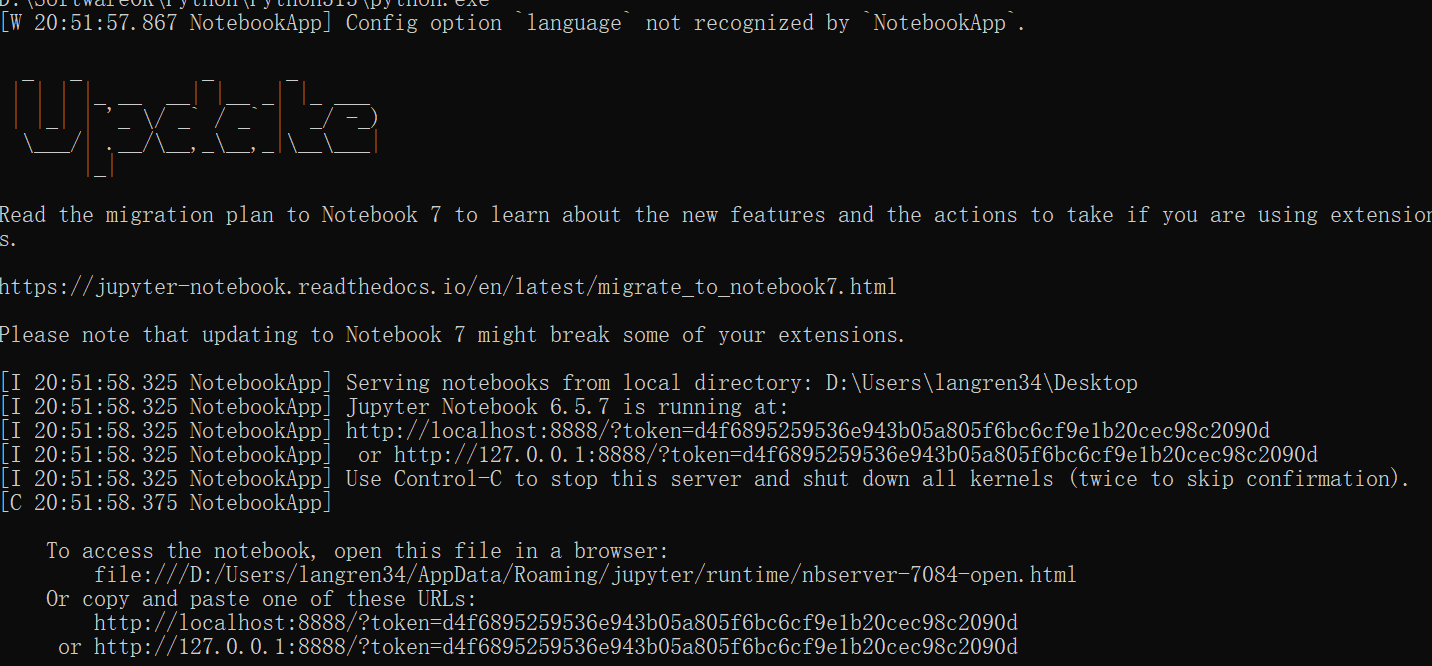 D:\SoftwareOK\Python\Python313\python.exe
[W 20:51:57.867 NotebookApp] Config option `language` not recognized by `NotebookApp`.
Update
Read the migration plan to Notebook 7 to learn about the new features and the actions to take if you are using extension
s.
https://jupyter-notebook.readthedocs.io/en/latest/migrate_to_notebook7.html
Please note that updating to Notebook 7 might break some of your extensions.
[I 20:51:58.325 NotebookApp] Serving notebooks from local directory: D:\Users\langren34\Desktop
[I 20:51:58.325 NotebookApp] Jupyter Notebook 6.5.7 is running at:
[I 20:51:58.325 NotebookApp] http://localhost:8888/?token=d4f6895259536e943b05a805f6bc6cf9e1b20cec98c2090d
[I 20:51:58.325 NotebookApp]  or http://127.0.0.1:8888/?token=d4f6895259536e943b05a805f6bc6cf9e1b20cec98c2090d
[I 20:51:58.325 NotebookApp] Use Control-C to stop this server and shut down all kernels (twice to skip confirmation).
[C 20:51:58.375 NotebookApp]
To access the notebook, open this file in a browser:
file:///D:/Users/langren34/AppData/Roaming/jupyter/runtime/nbserver-7084-open.html
Or copy and paste one of these URLs:
http://localhost:8888/?token=d4f6895259536e943b05a805f6bc6cf9e1b20cec98c2090d
or http://127.0.0.1:8888/?token=d4f6895259536e943b05a805f6bc6cf9e1b20cec98c2090d